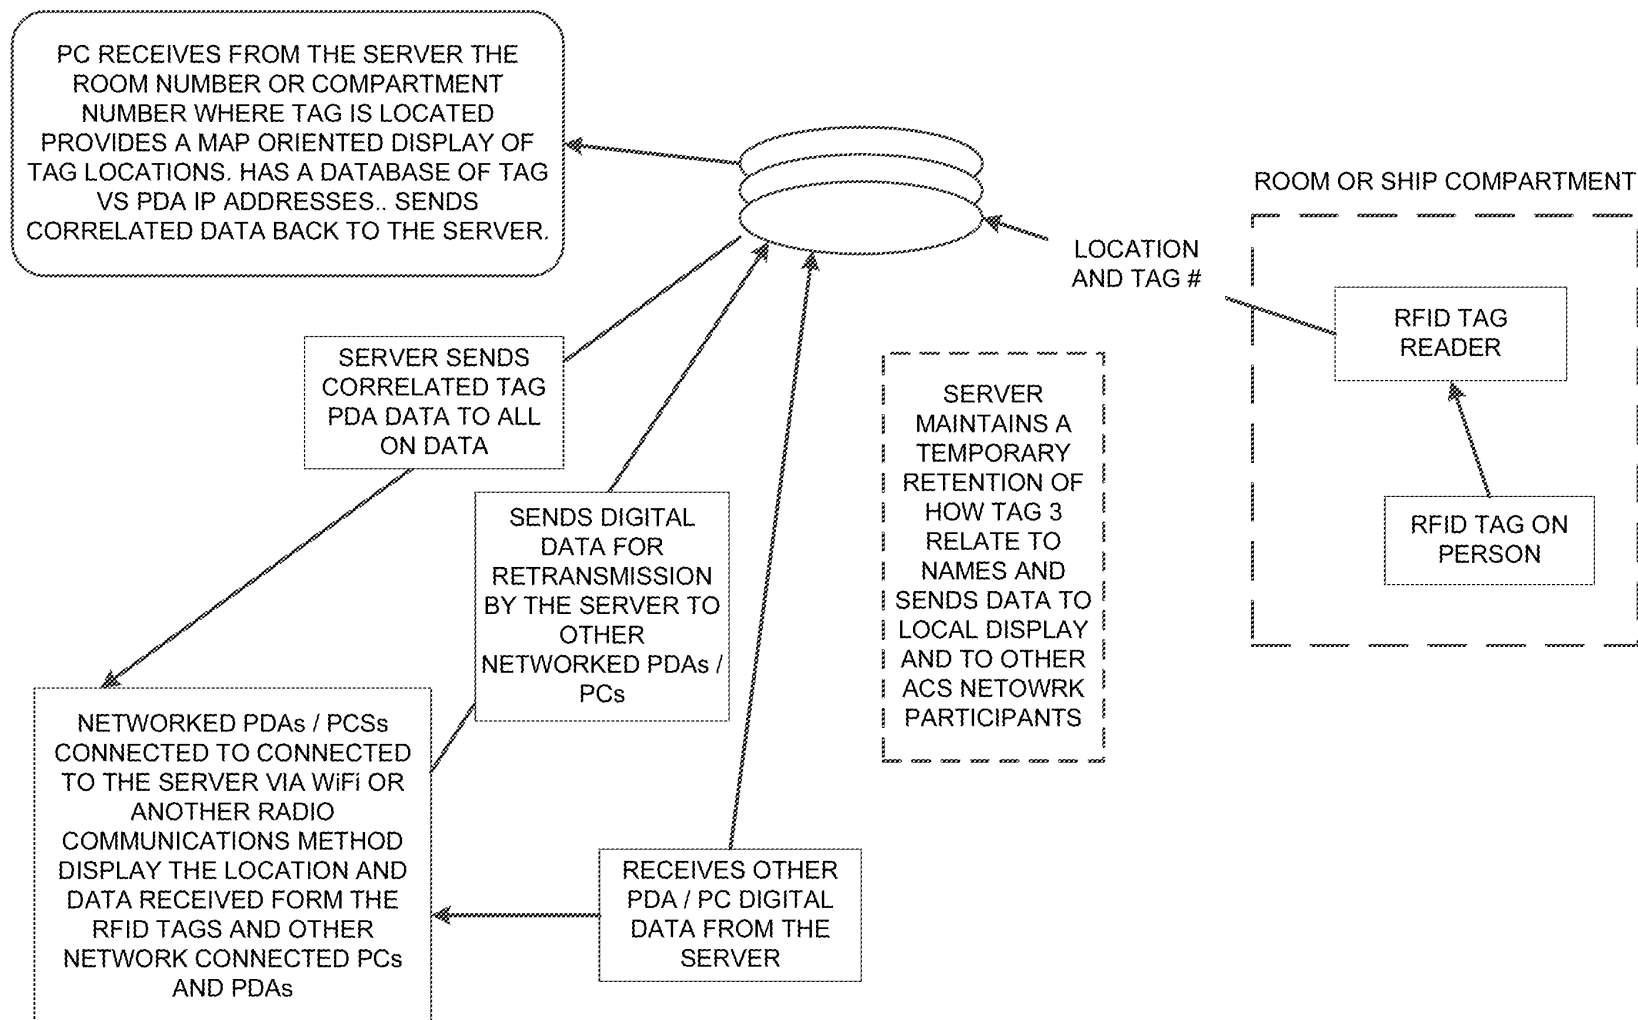 PC RECEIVES FROM THE SERVER THE
ROOM NUMBER OR COMPARTMENT
NUMBER WHERE TAG IS LOCATED
PROVIDES A MAP ORIENTED DISPLAY OF
TAG LOCATIONS. HAS A DATABASE OF TAG
VS PDA IP ADDRESSES.. SENDS
CORRELATED DATA BACK TO THE SERVER.
ROOM OR SHIP COMPARTMENT
LOCATION
AND TAG #
RFID TAG
READER
RFID TAG ON
PERSON
SERVER SENDS
CORRELATED TAG
PDA DATA TO ALL
ON DATA
SENDS DIGITAL
DATA FOR
RETRANSMISSION
BY THE SERVER TO
OTHER
NETWORKED PDAs /
PCs
SERVER
MAINTAINS A
TEMPORARY
RETENTION OF
HOW TAG 3
RELATE TO
NAMES AND
SENDS DATA TO
LOCAL DISPLAY
AND TO OTHER
ACS NETOWRK
PARTICIPANTS
NETWORKED PDAs / PCSs
CONNECTED TO CONNECTED
TO THE SERVER VIA WiFi OR
ANOTHER RADIO
COMMUNICATIONS METHOD
DISPLAY THE LOCATION AND
DATA RECEIVED FORM THE
RFID TAGS AND OTHER
NETWORK CONNECTED PCs
AND PDAs
RECEIVES OTHER
PDA / PC DIGITAL
DATA FROM THE
SERVER